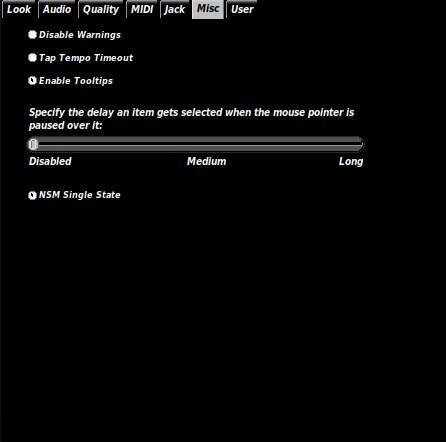 Look Audio Quality MIDI Jack Misc User
Disable Warnings
Tap Tempo Timeout
Enable Tooltips
Specify the delay an item gets selected when the mouse pointer is
paused over it:
Disabled Medium Long
NSM Single State